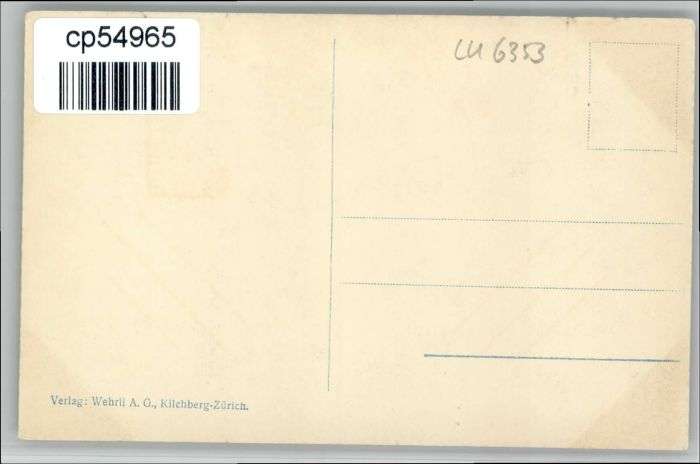 cp54965
LU 6353
Verlag: Wehrli A. G., Kilchberg-Zürich.